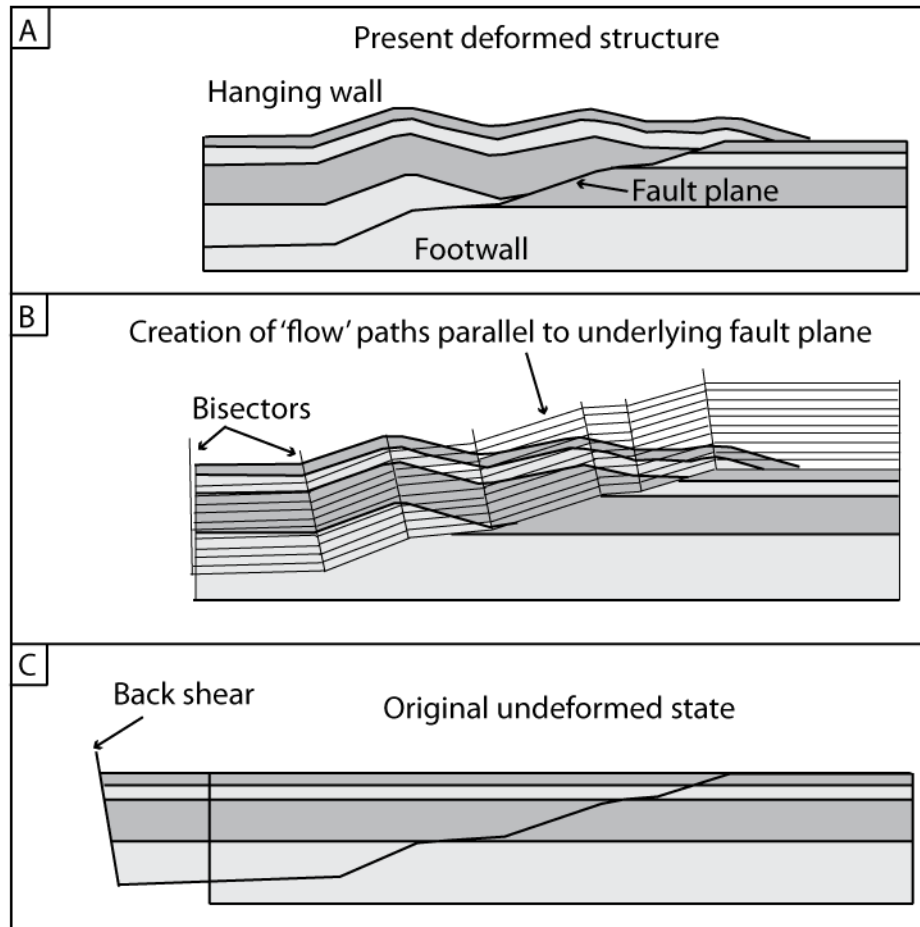 A
Present deformed structure
Hanging wall
Fault plane
Footwall
B
Creation of ‘flow’ paths parallel to underlying fault plane
Bisectors
C
Back shear
Original undeformed state